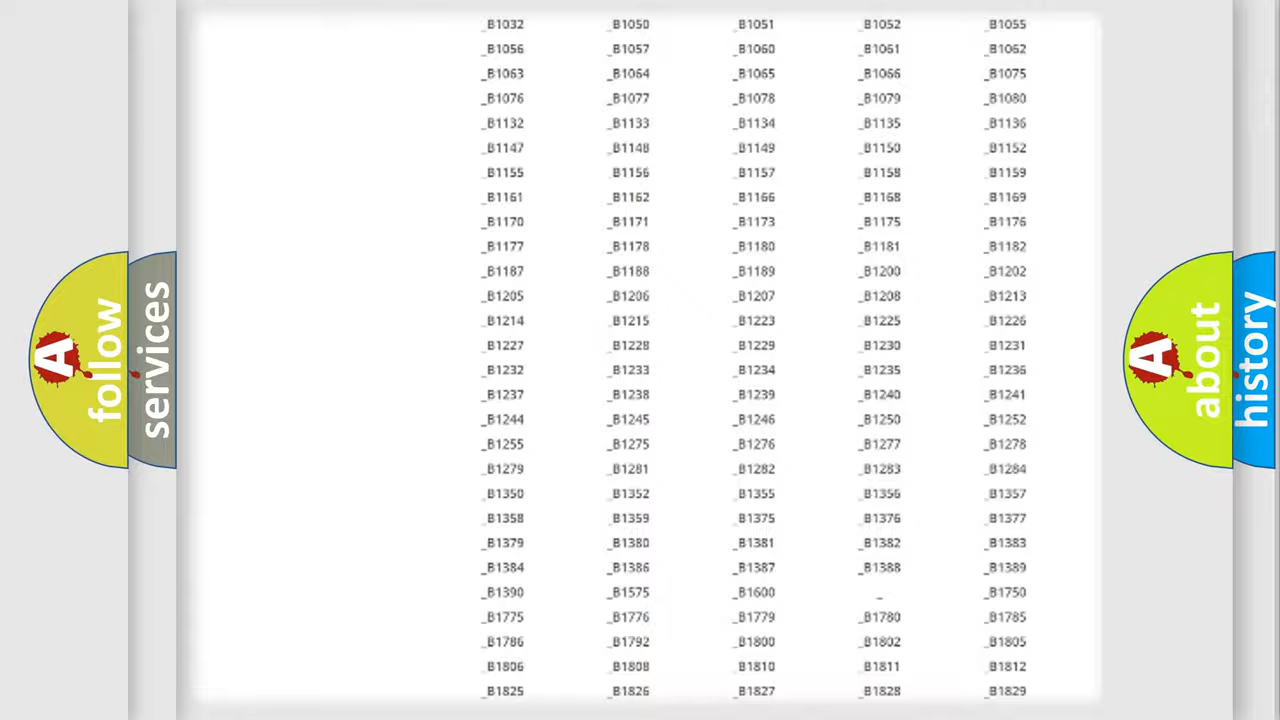 _B1032 _B1050 _B1051 _B1052 _B1055
_B1056 _B1057 _B1060 _B1061 _B1062
_B1063 _B1064 _B1065 _B1066 _B1075
_B1076 _B1077 _B1078 _B1079 _B1080
_B1132 _B1133 _B1134 _B1135 _B1136
_B1147 _B1148 _B1149 _B1150 _B1152
_B1155 _B1156 _B1157 _B1158 _B1159
_B1161 _B1162 _B1166 _B1168 _B1169
_B1170 _B1171 _B1173 _B1175 _B1176
_B1177 _B1178 _B1180 _B1181 _B1182
_B1187 _B1188 _B1189 _B1200 _B1202
_B1205 _B1206 _B1207 _B1208 _B1213
_B1214 _B1215 _B1223 _B1225 _B1226
_B1227 _B1228 _B1229 _B1230 _B1231
_B1232 _B1233 _B1234 _B1235 _B1236
_B1237 _B1238 _B1239 _B1240 _B1241
_B1244 _B1245 _B1246 _B1250 _B1252
_B1255 _B1275 _B1276 _B1277 _B1278
_B1279 _B1281 _B1282 _B1283 _B1284
_B1350 _B1352 _B1355 _B1356 _B1357
_B1358 _B1359 _B1375 _B1376 _B1377
_B1379 _B1380 _B1381 _B1382 _B1383
_B1384 _B1386 _B1387 _B1388 _B1389
_B1390 _B1575 _B1600 _ _B1750
_B1775 _B1776 _B1779 _B1780 _B1785
_B1786 _B1792 _B1800 _B1802 _B1805
_B1806 _B1808 _B1810 _B1811 _B1812
_B1825 _B1826 _B1827 _B1828 _B1829
A
follow
services
A
about
history